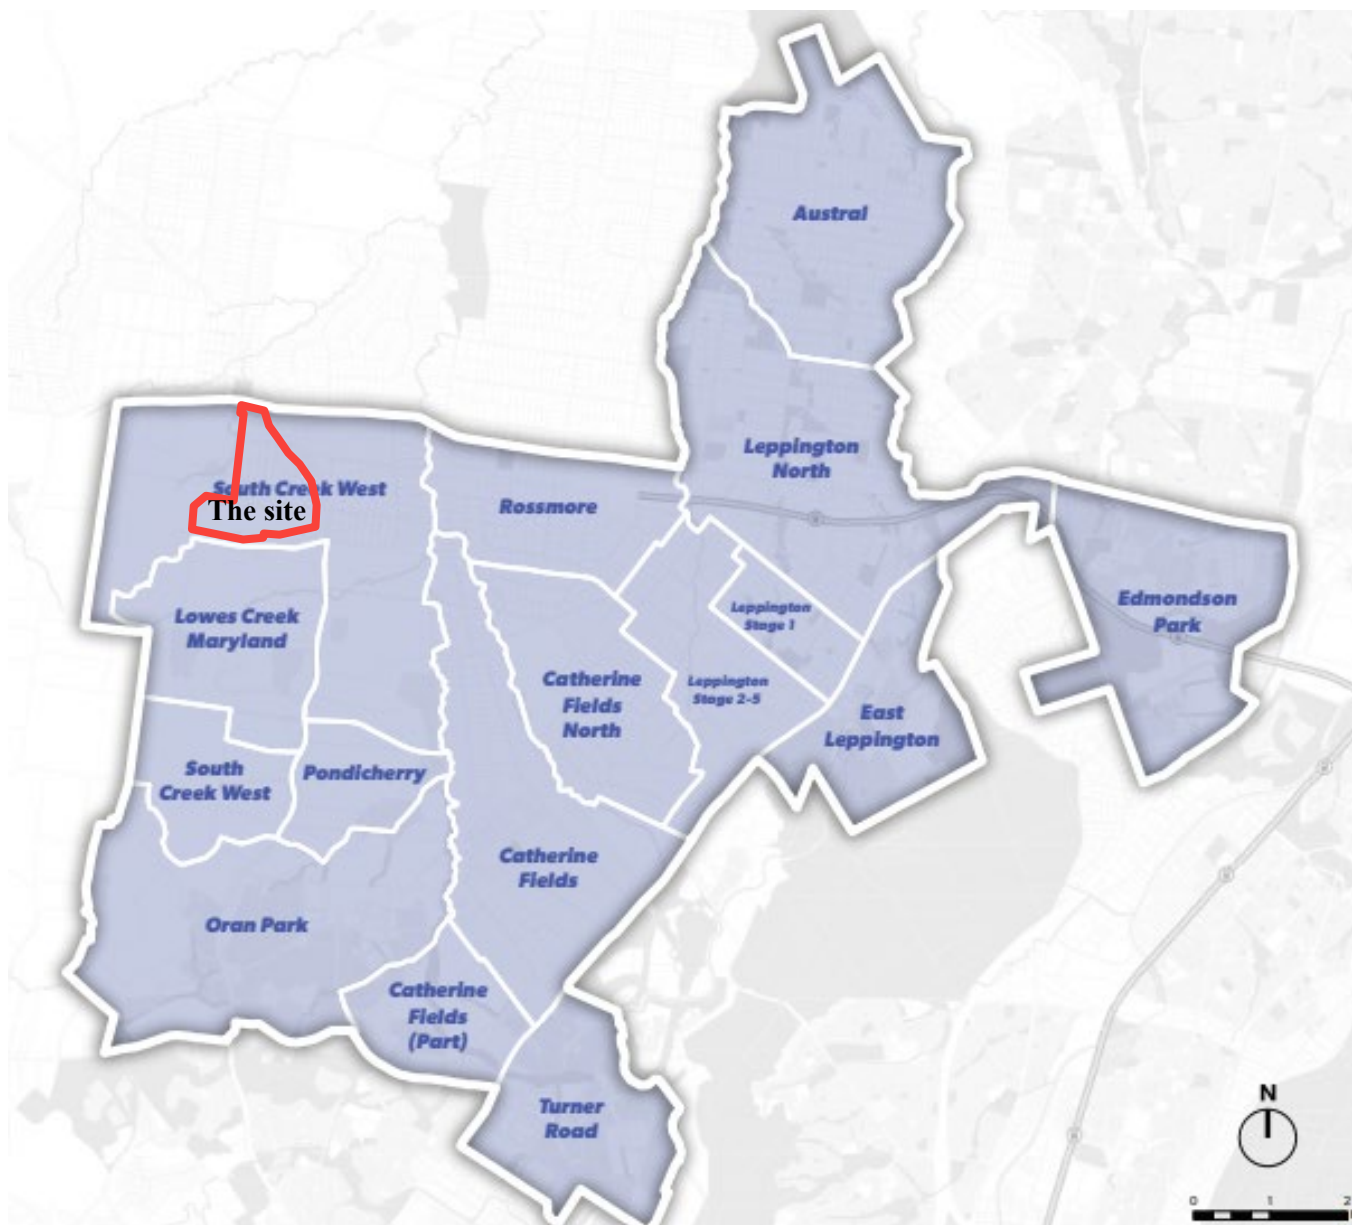 Austral
Leppington
North
South Creek West
The site
Rossmore
Edmondson
Park
Lowes Creek
Maryland
Leppington
Stage 1
Catherine
Fields
North
Leppington
Stage 2-5
East
Leppington
South
Creek West
Pondicherry
Catherine
Fields
Oran Park
Catherine
Fields
(Part)
Turner
Road
N
0 1 2